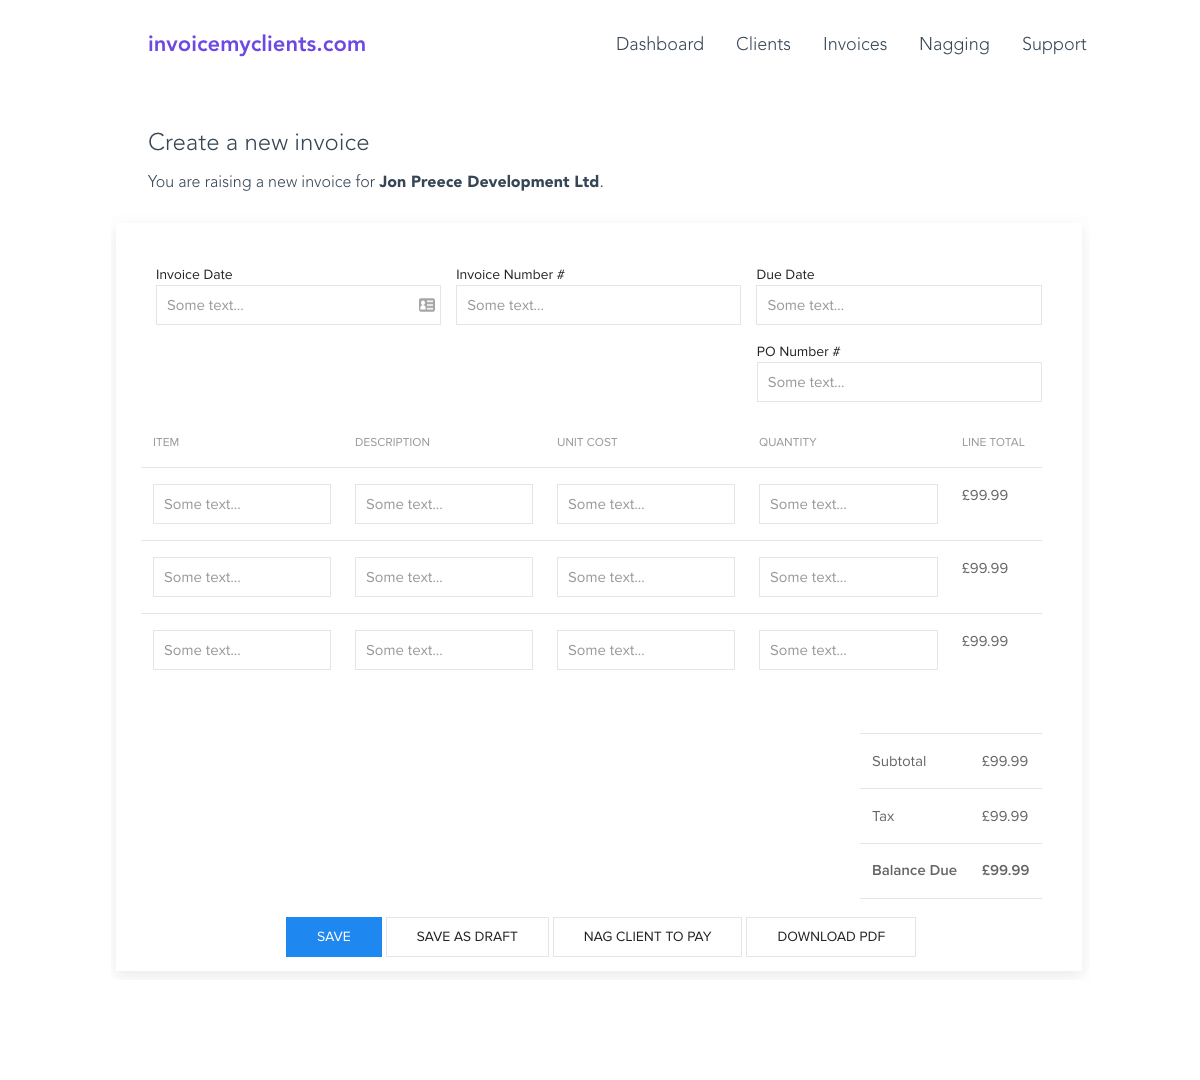 invoicemyclients.com Dashboard Clients Invoices Nagging Support
Create a new invoice
You are raising a new invoice for Jon Preece Development Ltd.
Invoice Date Invoice Number # Due Date
Some text... Some text... Some text...
PO Number #
Some text...
ITEM DESCRIPTION UNIT COST QUANTITY LINE TOTAL
Some text... Some text... Some text... Some text... £99.99
Some text... Some text... Some text... Some text... £99.99
Some text... Some text... Some text... Some text... £99.99
Subtotal £99.99
Tax £99.99
Balance Due £99.99
SAVE SAVE AS DRAFT NAG CLIENT TO PAY DOWNLOAD PDF